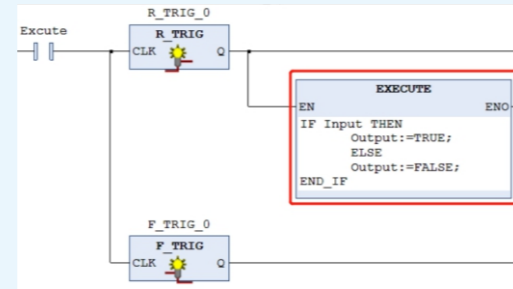 R_TRIG_0
Excute
R_TRIG
CLK Q
EXECUTE
EN ENO
IF Input THEN
Output:=TRUE;
ELSE
Output:=FALSE;
END_IF
F_TRIG_0
F_TRIG
CLK Q